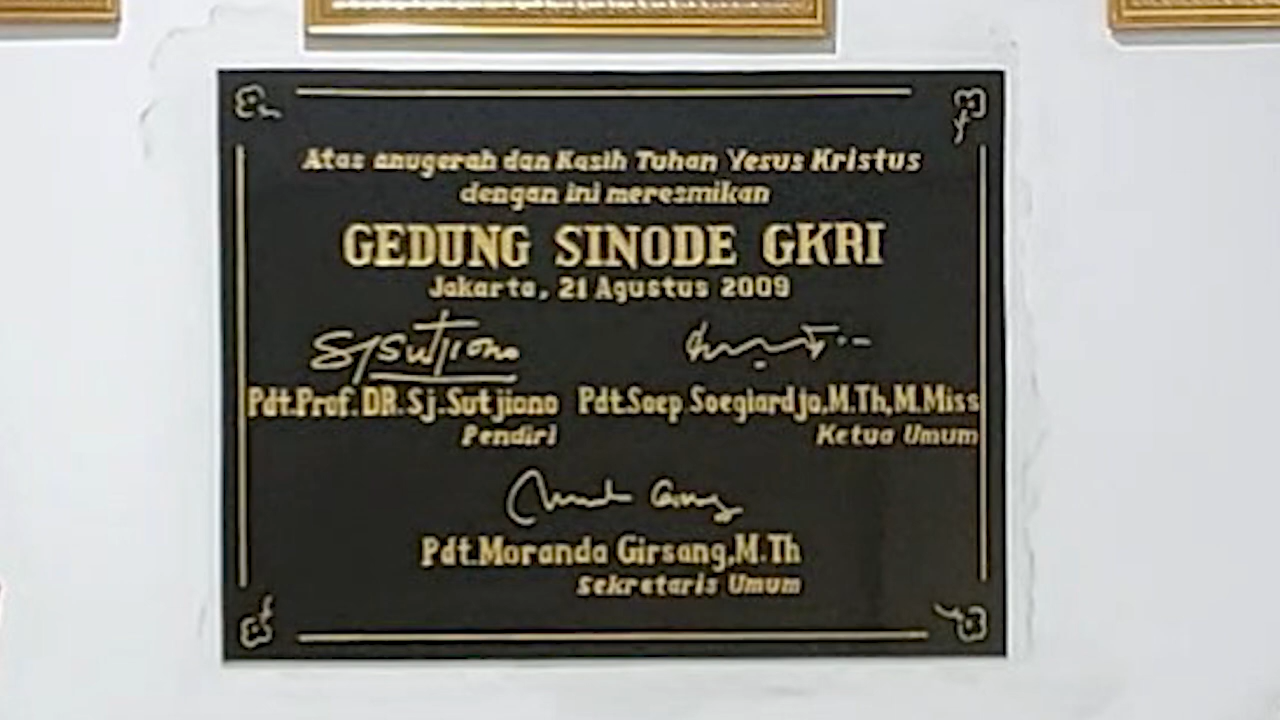 Atas anugerah dan Kasih Tuhan Yesus Kristus
dengan ini meresmikan
GEDUNG SINODE GKRI
Jakarta, 21 Agustus 2009
SjSutjiono
Pdt.Prof. DR. Sj. Sutjiono Pdt.Soep Soegiardjo,M.Th,M.Miss
Pendiri Ketua Umum
Pdt.Moranda Girsang,M.Th
Sekretaris Umum